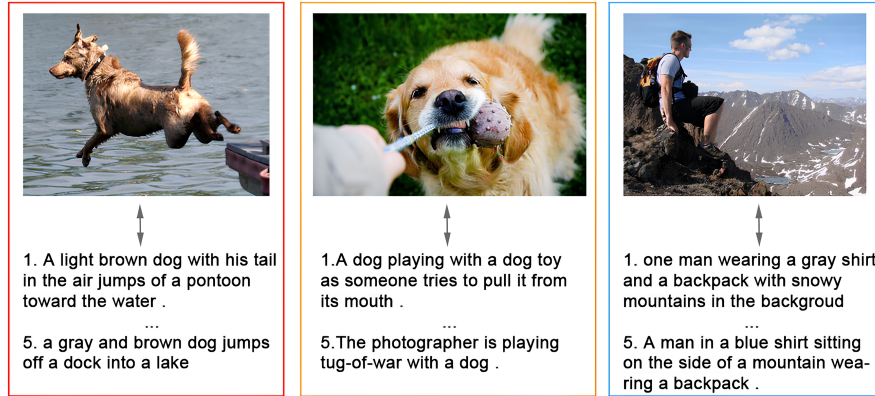 1. A light brown dog with his tail
in the air jumps of a pontoon
toward the water .
...
5. a gray and brown dog jumps
off a dock into a lake
1.A dog playing with a dog toy
as someone tries to pull it from
its mouth .
...
5.The photographer is playing
tug-of-war with a dog .
1. one man wearing a gray shirt
and a backpack with snowy
mountains in the backgroud
...
5. A man in a blue shirt sitting
on the side of a mountain wea-
ring a backpack .